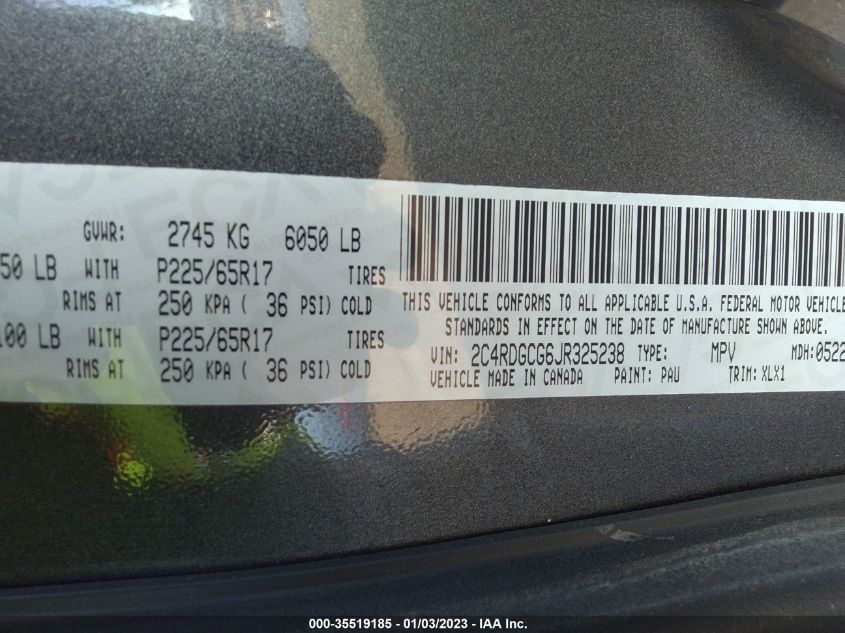 GVWR: 2745 KG 6050 LB
50 LB WITH P225/65R17 TIRES
RIMS AT 250 KPA ( 36 PSI) COLD
100 LB WITH P225/65R17 TIRES
RIMS AT 250 KPA ( 36 PSI) COLD
THIS VEHICLE CONFORMS TO ALL APPLICABLE U.S.A. FEDERAL MOTOR VEHICLE
STANDARDS IN EFFECT ON THE DATE OF MANUFACTURE SHOWN ABOVE.
VIN: 2C4RDGCG6JR325238 TYPE: MPV MDH:0522
VEHICLE MADE IN CANADA PAINT: PAU TRIM: XLX1
000-35519185 - 01/03/2023 - IAA Inc.